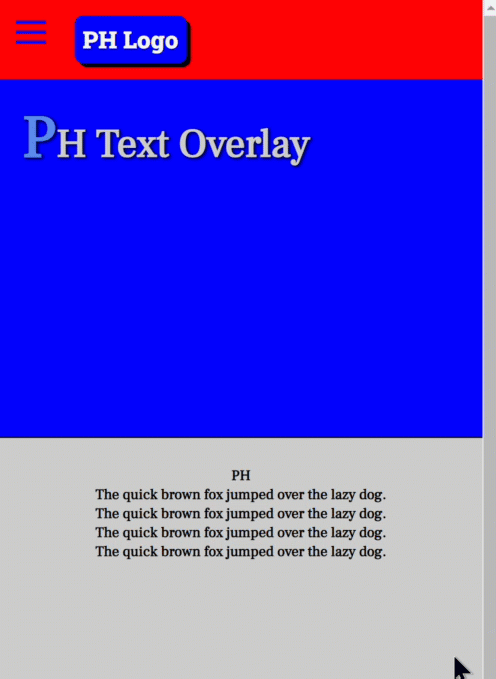 PH Logo
PH Text Overlay
PH
The quick brown fox jumped over the lazy dog.
The quick brown fox jumped over the lazy dog.
The quick brown fox jumped over the lazy dog.
The quick brown fox jumped over the lazy dog.